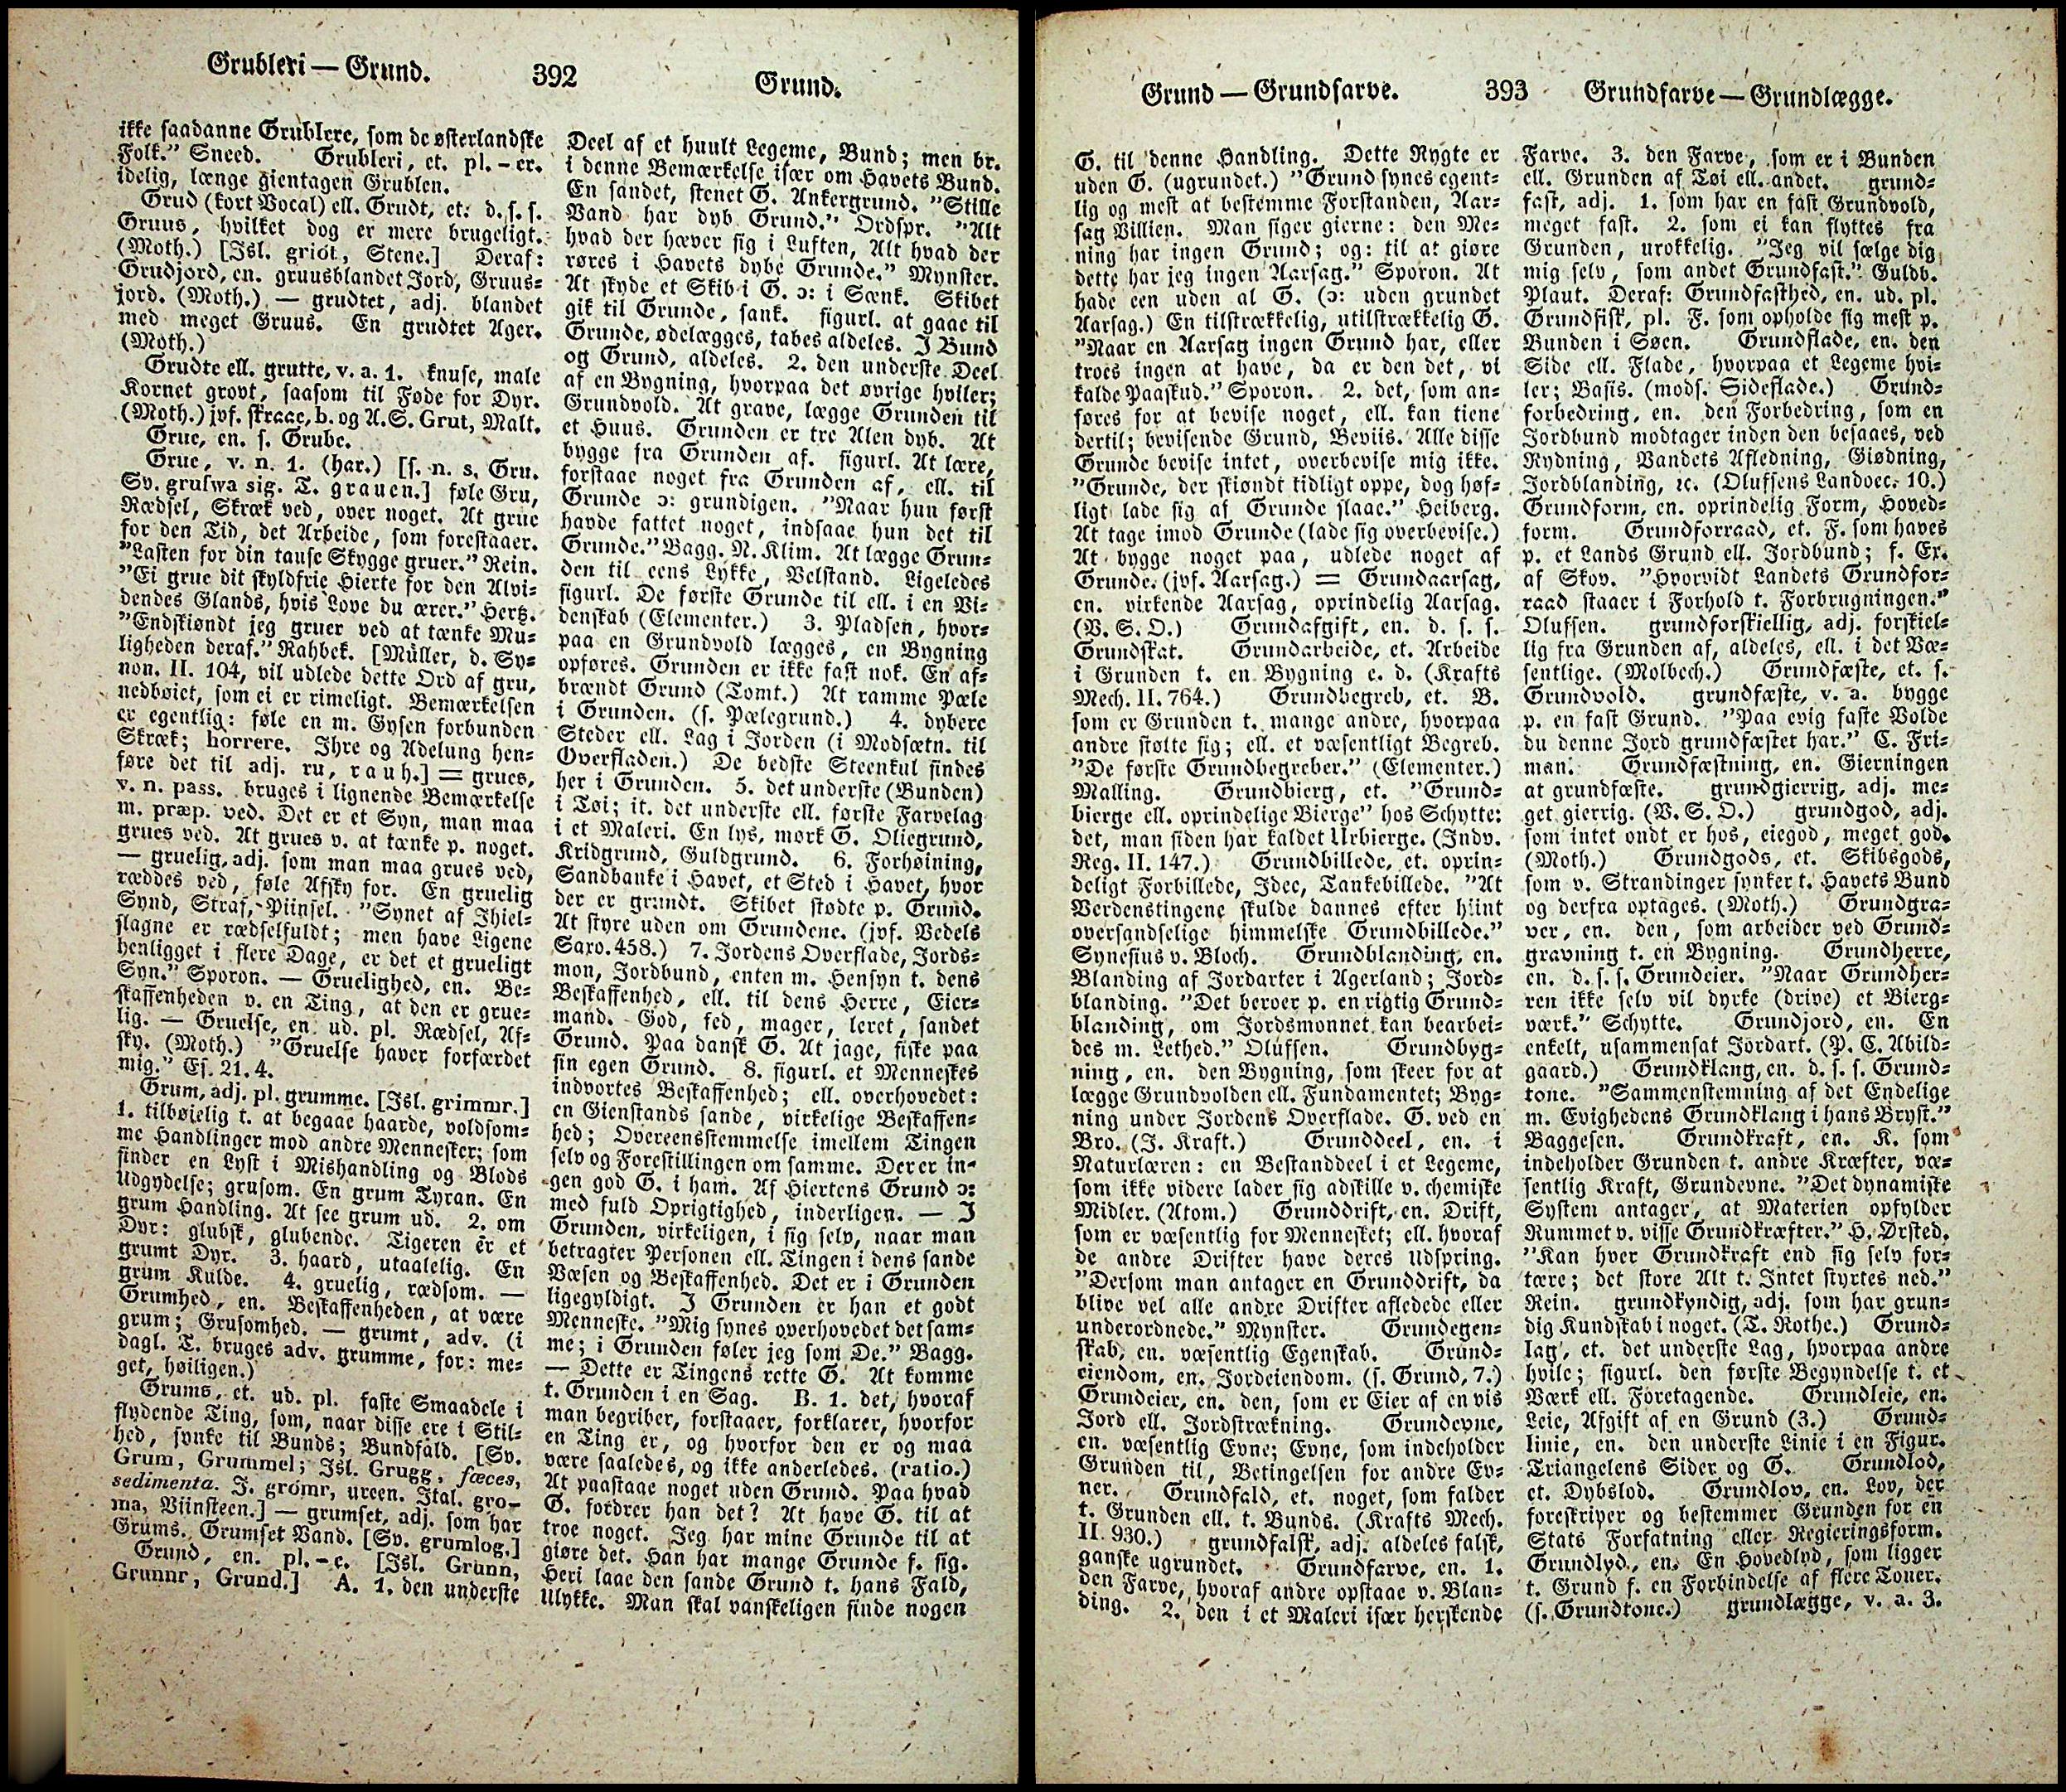 Grubleri — Grund.
392
Grund.
ikke saadanne Grublere, som de østerlandske
Folk.” Sneed. Grubleri, et. pl. - er.
idelig, længe gientagen Grublen.
Grud (kort Vocal) ell. Grudt, et. d. s. s.
Gruus, hvilket dog er mere brugeligt.
(Moth.) [Isl. griót, Stene.] Deraf:
Grudjord, en. gruusblandet Jord, Gruus-
jord. (Moth.) — grudtet, adj. blandet
med meget Gruus. En grudtet Ager.
(Moth.)
Grudte ell. grutte, v. a. 1. knuse, male
Kornet grovt, saasom til Føde for Dyr.
(Moth.) jvf. skraae, b. og A. S. Grut, Malt.
Grue, en. s. Grube.
Grue, v. n. 1. (har.) [s. n. s. Gru.
Sv. grufwa sig. T. grauen.] føle Gru,
Rædsel, Skræk ved, over noget. At grue
for den Tid, det Arbeide, som forestaaer.
”Lasten for din tause Skygge gruer.” Rein.
”Ei grue dit skyldfrie Hierte for den Alvi-
dendes Glands, hvis Love du ærer.” Hertz.
”Endskiøndt jeg gruer ved at tænke Mu-
ligheden deraf.” Rahbek. [Müller, d. Sy-
non. II. 104, vil udlede dette Ord af gru,
nedbøiet, som ei er rimeligt. Bemærkelsen
er egentlig: føle en m. Gysen forbunden
Skræk; horrere. Ihre og Adelung hen-
føre det til adj. ru, rauh.] = grues,
v. n. pass. bruges i lignende Bemærkelse
m. præp. ved. Det er et Syn, man maa
grues ved. At grues v. at tænke p. noget.
— gruelig, adj. som man maa grues ved,
ræddes ved, føle Afsky for. En gruelig
Synd, Straf, Piinsel. ”Synet af Ihiel-
slagne er rædselfuldt; men have Ligene
henligget i flere Dage, er det et grueligt
Syn.” Sporon. — Gruelighed, en. Be-
skaffenheden v. en Ting, at den er grue-
lig. — Gruelse, en. ud. pl. Rædsel, Af-
sky. (Moth.) ”Gruelse haver forfærdet
mig.” Es. 21. 4.
Grum, adj. pl. grumme. [Isl. grimmr.]
1. tilbøielig t. at begaae haarde, voldsom-
me Handlinger mod andre Mennesker; som
finder en Lyst i Mishandling og Blods
Udgydelse; grusom. En grum Tyran. En
grum Handling. At see grum ud. 2. om
Dyr: glubsk, glubende. Tigeren er et
grumt Dyr. 3. haard, utaalelig. En
grum Kulde. 4. gruelig, rædsom. —
Grumhed, en. Beskaffenheden, at være
grum; Grusomhed. — grumt, adv. (i
dagl. T. bruges adv. grumme, for: me-
get, høiligen.)
Grums, et. ud. pl. faste Smaadele i
flydende Ting, som, naar disse ere i Stil-
hed, synke til Bunds; Bundfald. [Sv.
Grum, Grummel; Isl. Grugg, fæces,
sedimenta. J. grómr, ureen. Ital. gro-
ma, Viinsteen.] — grumset, adj. som har
Grums. Grumset Vand. [Sv. grumlog.]
Grund, en. pl. - e. [Isl. Grunn,
Grunnr, Grund.] A. 1. den underste
Deel af et huult Legeme, Bund; men br.
i denne Bemærkelse især om Havets Bund.
En sandet, stenet G. Ankergrund. ”Stille
Vand har dyb Grund.” Ordspr. ”Alt
hvad der hæver sig i Luften, Alt hvad der
røres i Havets dybe Grunde.” Mynster.
At skyde et Skib i G. ɔ: i Sænk. Skibet
gik til Grunde, sank. figurl. at gaae til
Grunde, ødelægges, tabes aldeles. I Bund
og Grund, aldeles. 2. den underste Deel
af en Bygning, hvorpaa det øvrige hviler;
Grundvold. At grave, lægge Grunden til
et Huus. Grunden er tre Alen dyb. At
bygge fra Grunden af. figurl. At lære,
forstaae noget fra Grunden af, ell. til
Grunde ɔ: grundigen. ”Naar hun først
havde fattet noget, indsaae hun det til
Grunde.” Bagg. N. Klim. At lægge Grun-
den til eens Lykke, Velstand. Ligeledes
figurl. De første Grunde til ell. i en Vi-
denskab (Elementer.) 3. Pladsen, hvor-
paa en Grundvold lægges, en Bygning
opføres. Grunden er ikke fast nok. En af-
brændt Grund (Tomt.) At ramme Pæle
i Grunden. (s. Pælegrund.) 4. dybere
Steder ell. Lag i Jorden (i Modsætn. til
Overfladen.) De bedste Steenkul findes
her i Grunden. 5. det underste (Bunden)
i Tøi; it. det underste ell. første Farvelag
i et Maleri. En lys, mork G. Oliegrund,
Kridgrund, Guldgrund. 6. Forhøining,
Sandbanke i Havet, et Sted i Havet, hvor
der er grundt. Skibet stødte p. Grund.
At styre uden om Grundene. (jvf. Vedels
Saxo. 458.) 7. Jordens Overflade, Jords-
mon, Jordbund, enten m. Hensyn t. dens
Beskaffenhed, ell. til dens Herre, Eier-
mand. God, fed, mager, leret, sandet
Grund. Paa dansk G. At jage, fiske paa
sin egen Grund. 8. figurl. et Menneskes
indvortes Beskaffenhed; ell. overhovedet:
en Gienstands sande, virkelige Beskaffen-
hed; Overeensstemmelse imellem Tingen
selv og Forestillingen om samme. Der er in-
gen god G. i ham. Af Hiertens Grund ɔ:
med fuld Oprigtighed, inderligen. — I
Grunden, virkeligen, i sig selv, naar man
betragter Personen ell. Tingen i dens sande
Væsen og Beskaffenhed. Det er i Grunden
ligegyldigt. I Grunden er han et godt
Menneske. ”Mig synes overhovedet det sam-
me; i Grunden føler jeg som De.” Bagg.
— Dette er Tingens rette G. At komme
t. Grunden i en Sag. B. 1. det, hvoraf
man begriber, forstaaer, forklarer, hvorfor
en Ting er, og hvorfor den er og maa
være saaledes, og ikke anderledes. (ratio.)
At paastaae noget uden Grund. Paa hvad
G. fordrer han det? At have G. til at
troe noget. Jeg har mine Grunde til at
giøre det. Han har mange Grunde f. sig.
Heri laae den sande Grund t. hans Fald,
Ulykke. Man skal vanskeligen finde nogen
Grund — Grundfarve.
393
Grundfarve — Grundlægge.
G. til denne Handling. Dette Rygte er
uden G. (ugrundet.) ”Grund synes egent-
lig og mest at bestemme Forstanden, Aar-
sag Villien. Man siger gierne: den Me-
ning har ingen Grund; og: til at giøre
dette har jeg ingen Aarsag.” Sporon. At
hade een uden al G. (ɔ: uden grundet
Aarsag.) En tilstrækkelig, utilstrækkelig G.
”Naar en Aarsag ingen Grund har, eller
troes ingen at have, da er den det, vi
kalde Paaskud.” Sporon. 2. det, som an-
føres for at bevise noget, ell. kan tiene
dertil; bevisende Grund, Beviis. Alle disse
Grunde bevise intet, overbevise mig ikke.
”Grunde, der skiøndt tidligt oppe, dog høf-
ligt lade sig af Grunde slaae.” Heiberg.
At tage imod Grunde (lade sig overbevise.)
At bygge noget paa, udlede noget af
Grunde. (jvf. Aarsag.) = Grundaarsag,
en. virkende Aarsag, oprindelig Aarsag.
(V. S. O.) Grundafgift, en. d. s. s.
Grundskat. Grundarbeide, et. Arbeide
i Grunden t. en Bygning e. d. (Krafts
Mech. II. 764.) Grundbegreb, et. B.
som er Grunden t. mange andre, hvorpaa
andre støtte sig; ell. et væsentligt Begreb.
”De første Grundbegreber.” (Elementer.)
Malling. Grundbierg, et. ”Grund-
bierge ell. oprindelige Bierge” hos Schytte:
det, man siden har kaldet Urbierge. (Indv.
Reg. II. 147.) Grundbillede, et. oprin-
deligt Forbillede, Idee, Tankebillede. ”At
Verdenstingene skulde dannes efter hiint
oversandselige himmelske Grundbillede.”
Synesius v. Bloch. Grundblanding, en.
Blanding af Jordarter i Agerland; Jord-
blanding. ”Det beroer p. en rigtig Grund-
blanding, om Jordsmonnet kan bearbei-
des m. Lethed.” Olufsen. Grundbyg-
ning, en. den Bygning, som skeer for at
lægge Grundvolden ell. Fundamentet; Byg-
ning under Jordens Overflade. G. ved en
Bro. (J. Kraft.) Grunddeel, en. i
Naturlæren: en Bestanddeel i et Legeme,
som ikke videre lader sig adskille v. chemiske
Midler. (Atom.) Grunddrift, en. Drift,
som er væsentlig for Mennesket; ell. hvoraf
de andre Drifter have deres Udspring.
”Dersom man antager en Grunddrift, da
blive vel alle andre Drifter afledede eller
underordnede.” Mynster. Grundegen-
skab, en. væsentlig Egenskab. Grund-
eiendom, en. Jordeiendom. (s. Grund, 7.)
Grundeier, en. den, som er Eier af en vis
Jord ell. Jordstrækning. Grundevne,
en. væsentlig Evne; Evne, som indeholder
Grunden til, Betingelsen for andre Ev-
ner. Grundfald, et. noget, som falder
t. Grunden ell. t. Bunds. (Krafts Mech.
II. 930.) grundfalsk, adj. aldeles falsk,
ganske ugrundet. Grundfarve, en. 1.
den Farve, hvoraf andre opstaae v. Blan-
ding. 2. den i et Maleri især herskende
Farve. 3. den Farve, som er i Bunden
ell. Grunden af Tøi ell. andet. grund-
fast, adj. 1. som har en fast Grundvold,
meget fast. 2. som ei kan flyttes fra
Grunden, urokkelig. ”Jeg vil sælge dig
mig selv, som andet Grundfast.” Guldb.
Plaut. Deraf: Grundfasthed, en. ud. pl.
Grundfisk, pl. F. som opholde sig mest p.
Bunden i Søen. Grundflade, en. den
Side ell. Flade, hvorpaa et Legeme hvi-
ler; Basis. (mods. Sideflade.) Grund-
forbedring, en. den Forbedring, som en
Jordbund modtager inden den besaaes, ved
Rydning, Vandets Afledning, Giødning,
Jordblanding, ꝛc. (Olufsens Landoec. 10.)
Grundform, en. oprindelig Form, Hoved-
form. Grundforraad, et. F. som haves
p. et Lands Grund ell. Jordbund; f. Ex.
af Skov. ”Hvorvidt Landets Grundfor-
raad staaer i Forhold t. Forbrugningen.”
Olufsen. grundforskiellig, adj. forskiel-
lig fra Grunden af, aldeles, ell. i det Væ-
sentlige. (Molbech.) Grundfæste, et. s.
Grundvold. grundfæste, v. a. bygge
p. en fast Grund. ”Paa evig faste Volde
du denne Jord grundfæstet har.” C. Fri-
man. Grundfæstning, en. Gierningen
at grundfæste. grundgierrig, adj. me-
get gierrig. (V. S. O.) grundgod, adj.
som intet ondt er hos, eiegod, meget god.
(Moth.) Grundgods, et. Skibsgods,
som v. Strandinger synker t. Havets Bund
og derfra optages. (Moth.) Grundgra-
ver, en. den, som arbeider ved Grund-
gravning t. en Bygning. Grundherre,
en. d. s. s. Grundeier. ”Naar Grundher-
ren ikke selv vil dyrke (drive) et Bierg-
værk.” Schytte. Grundjord, en. En
enkelt, usammensat Jordart. (P. C. Abild-
gaard.) Grundklang, en. d. s. s. Grund-
tone. ”Sammenstemning af det Endelige
m. Evighedens Grundklang i hans Bryst.”
Baggesen. Grundkraft, en. K. som
indeholder Grunden t. andre Kræfter, væ-
sentlig Kraft, Grundevne. ”Det dynamiske
System antager, at Materien opfylder
Rummet v. visse Grundkræfter.” H. Ørsted.
”Kan hver Grundkraft end sig selv for-
tære; det store Alt t. Intet styrtes ned.”
Rein. grundkyndig, adj. som har grun-
dig Kundskab i noget. (T. Rothe.) Grund-
lag, et. det underste Lag, hvorpaa andre
hvile; figurl. den første Begyndelse t. et
Værk ell. Foretagende. Grundleie, en.
Leie, Afgift af en Grund (3.) Grund-
linie, en. den underste Linie i en Figur.
Triangelens Sider og G. Grundlod,
et. Dybslod. Grundlov, en. Lov, der
foreskriver og bestemmer Grunden for en
Stats Forfatning eller Regieringsform.
Grundlyd, en. En Hovedlyd, som ligger
t. Grund f. en Forbindelse af flere Toner.
(s. Grundtone.) grundlægge, v. a. 3.